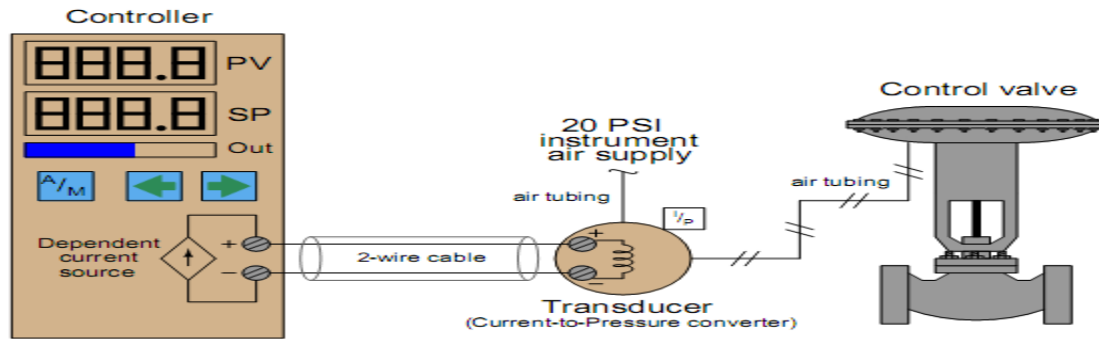 Controller
888.8 PV
888.8 SP
Out
A/M
Dependent
current
source
+
−
2-wire cable
20 PSI
instrument
air supply
air tubing
I/P
+
−
Transducer
(Current-to-Pressure converter)
air tubing
Control valve